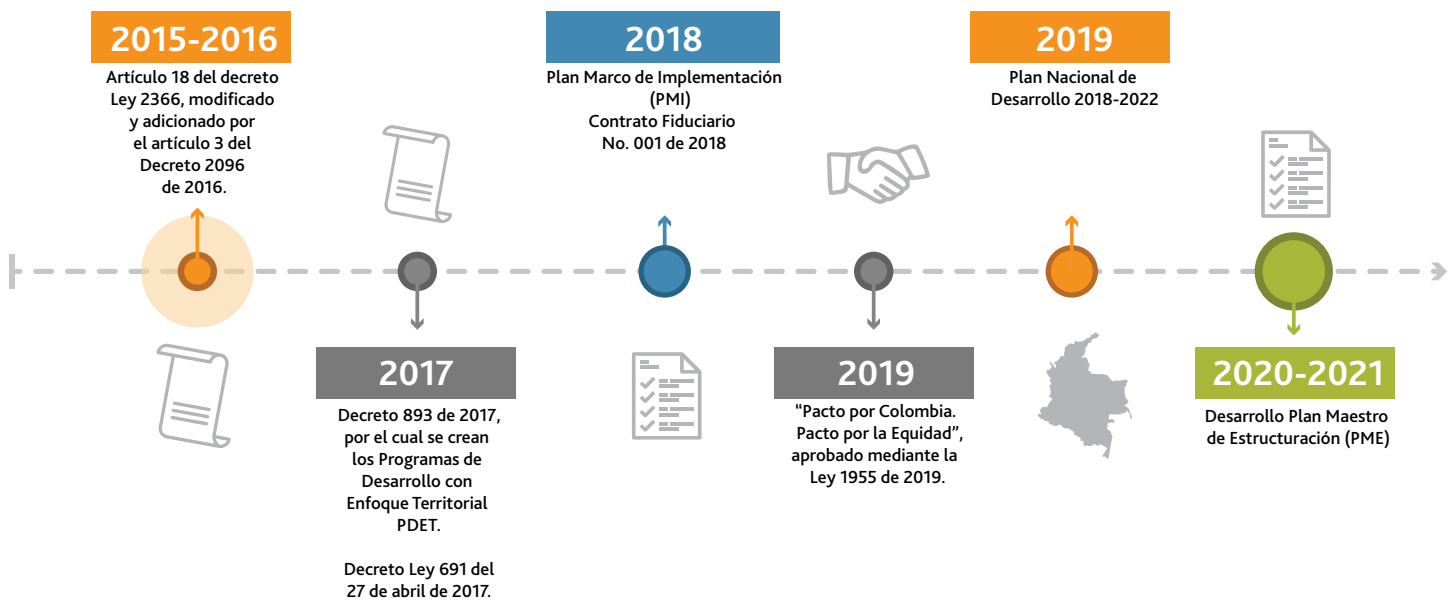 2015-2016
Artículo 18 del decreto
Ley 2366, modificado
y adicionado por
el artículo 3 del
Decreto 2096
de 2016.
2017
Decreto 893 de 2017,
por el cual se crean
los Programas de
Desarrollo con
Enfoque Territorial
PDET.
Decreto Ley 691 del
27 de abril de 2017.
2018
Plan Marco de Implementación
(PMI)
Contrato Fiduciario
No. 001 de 2018
2019
“Pacto por Colombia.
Pacto por la Equidad”,
aprobado mediante la
Ley 1955 de 2019.
2019
Plan Nacional de
Desarrollo 2018-2022
2020-2021
Desarrollo Plan Maestro
de Estructuración (PME)